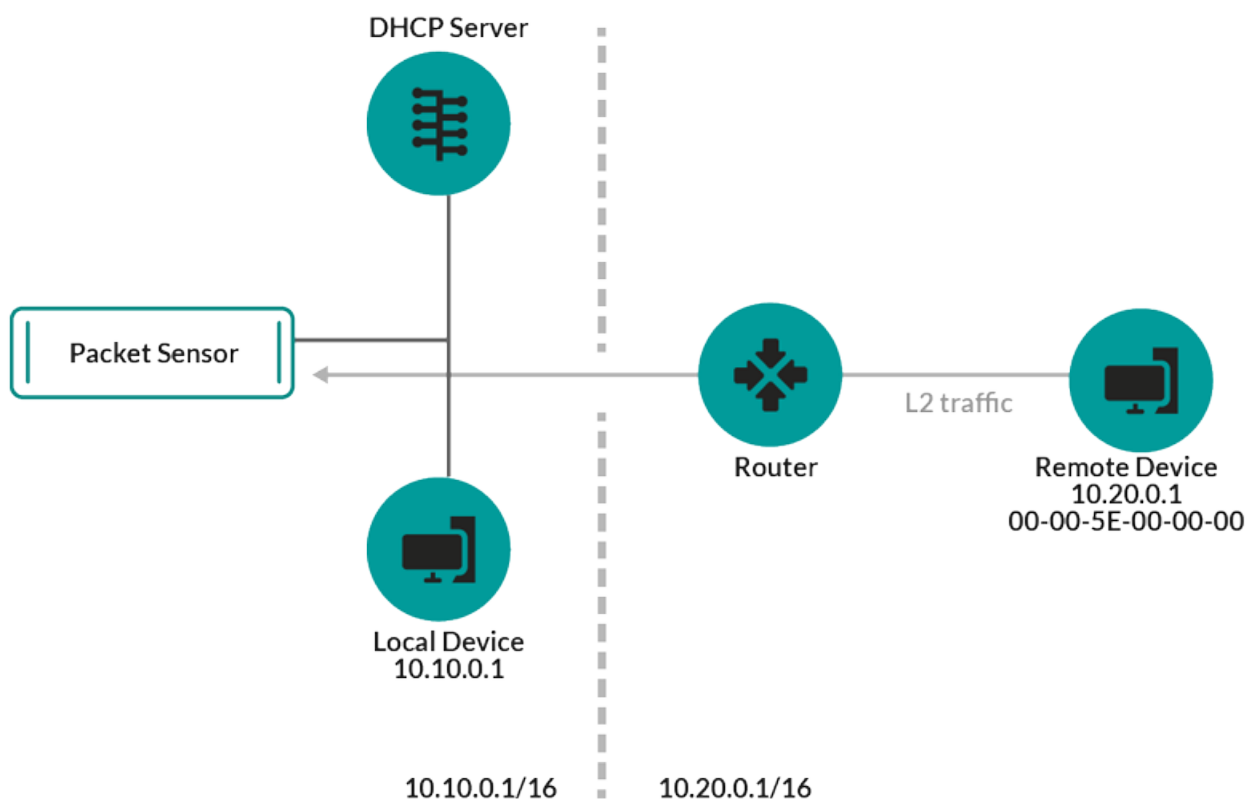 DHCP Server
Packet Sensor
L2 traffic
Router
Remote Device
10.20.0.1
00-00-5E-00-00-00
Local Device
10.10.0.1
10.10.0.1/16
10.20.0.1/16